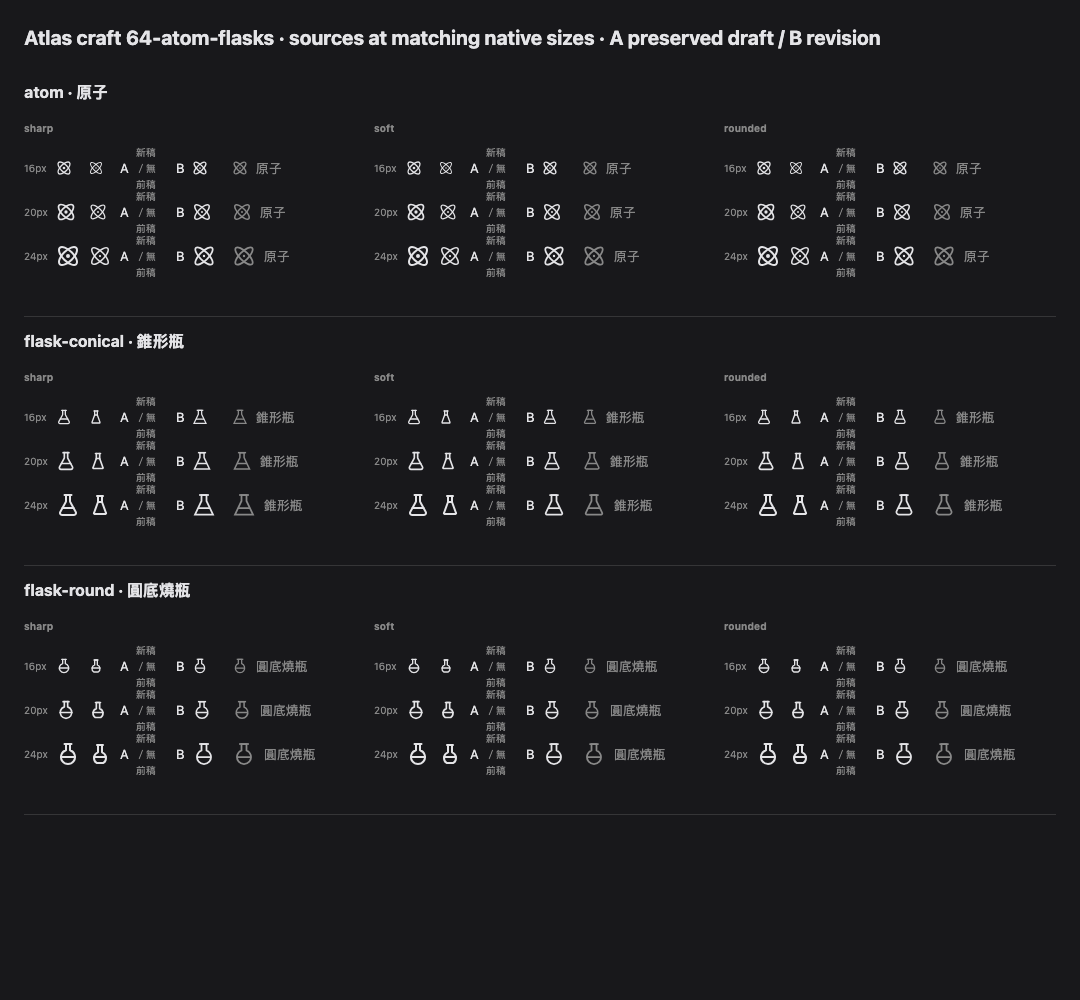 Atlas craft 64-atom-flasks · sources at matching native sizes · A preserved draft / B revision
atom · 原子
sharp soft rounded
16px A 新稿 / 無 前稿 B 原子 16px A 新稿 / 無 前稿 B 原子 16px A 新稿 / 無 前稿 B 原子
20px A 新稿 / 無 前稿 B 原子 20px A 新稿 / 無 前稿 B 原子 20px A 新稿 / 無 前稿 B 原子
24px A 新稿 / 無 前稿 B 原子 24px A 新稿 / 無 前稿 B 原子 24px A 新稿 / 無 前稿 B 原子
flask-conical · 錐形瓶
sharp soft rounded
16px A 新稿 / 無 前稿 B 錐形瓶 16px A 新稿 / 無 前稿 B 錐形瓶 16px A 新稿 / 無 前稿 B 錐形瓶
20px A 新稿 / 無 前稿 B 錐形瓶 20px A 新稿 / 無 前稿 B 錐形瓶 20px A 新稿 / 無 前稿 B 錐形瓶
24px A 新稿 / 無 前稿 B 錐形瓶 24px A 新稿 / 無 前稿 B 錐形瓶 24px A 新稿 / 無 前稿 B 錐形瓶
flask-round · 圓底燒瓶
sharp soft rounded
16px A 新稿 / 無 前稿 B 圓底燒瓶 16px A 新稿 / 無 前稿 B 圓底燒瓶 16px A 新稿 / 無 前稿 B 圓底燒瓶
20px A 新稿 / 無 前稿 B 圓底燒瓶 20px A 新稿 / 無 前稿 B 圓底燒瓶 20px A 新稿 / 無 前稿 B 圓底燒瓶
24px A 新稿 / 無 前稿 B 圓底燒瓶 24px A 新稿 / 無 前稿 B 圓底燒瓶 24px A 新稿 / 無 前稿 B 圓底燒瓶